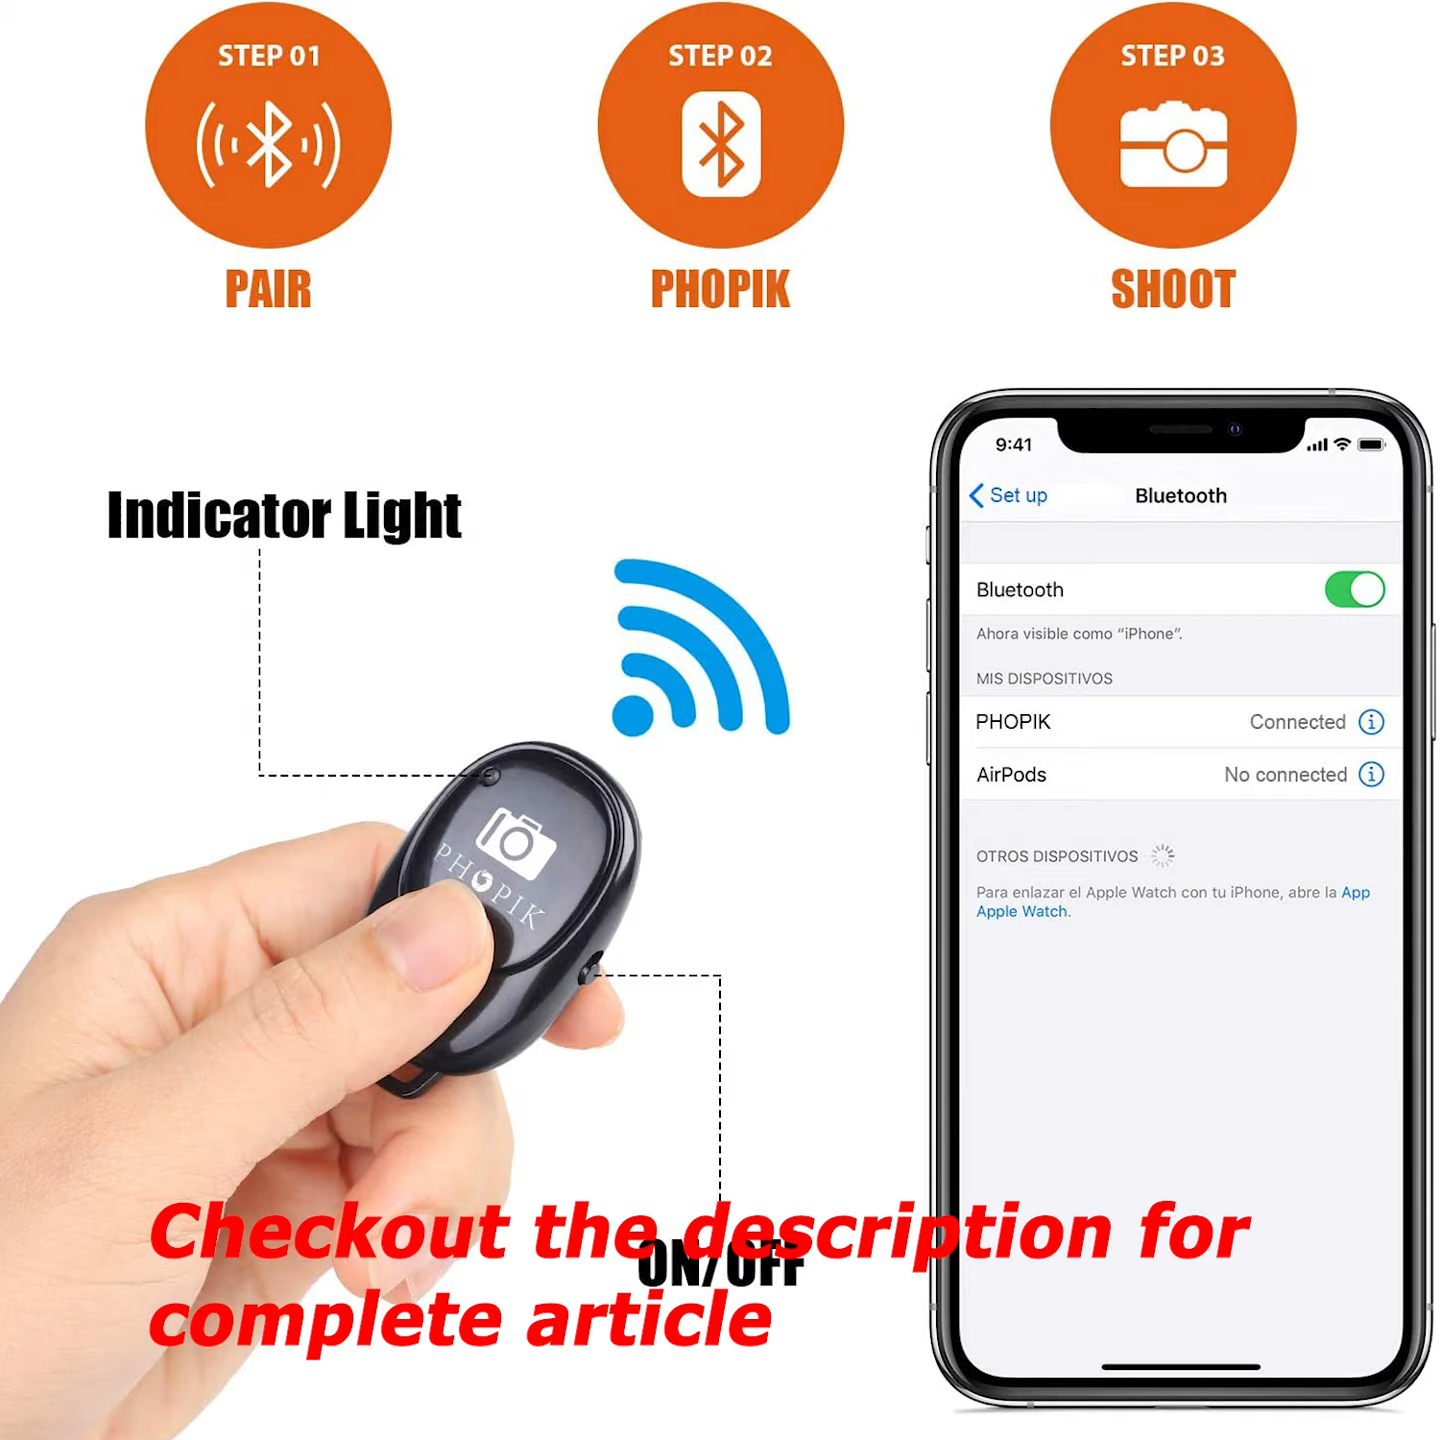 STEP 01
STEP 02
STEP 03
PAIR
PHOPIK
SHOOT
9:41
Set up
Bluetooth
Indicator Light
Bluetooth
Ahora visible como “iPhone”.
MIS DISPOSITIVOS
PHOPIK Connected
AirPods No connected
OTROS DISPOSITIVOS
Para enlazar el Apple Watch con tu iPhone, abre la App
Apple Watch.
PHOPIK
ON/OFF
Checkout the description for
complete article